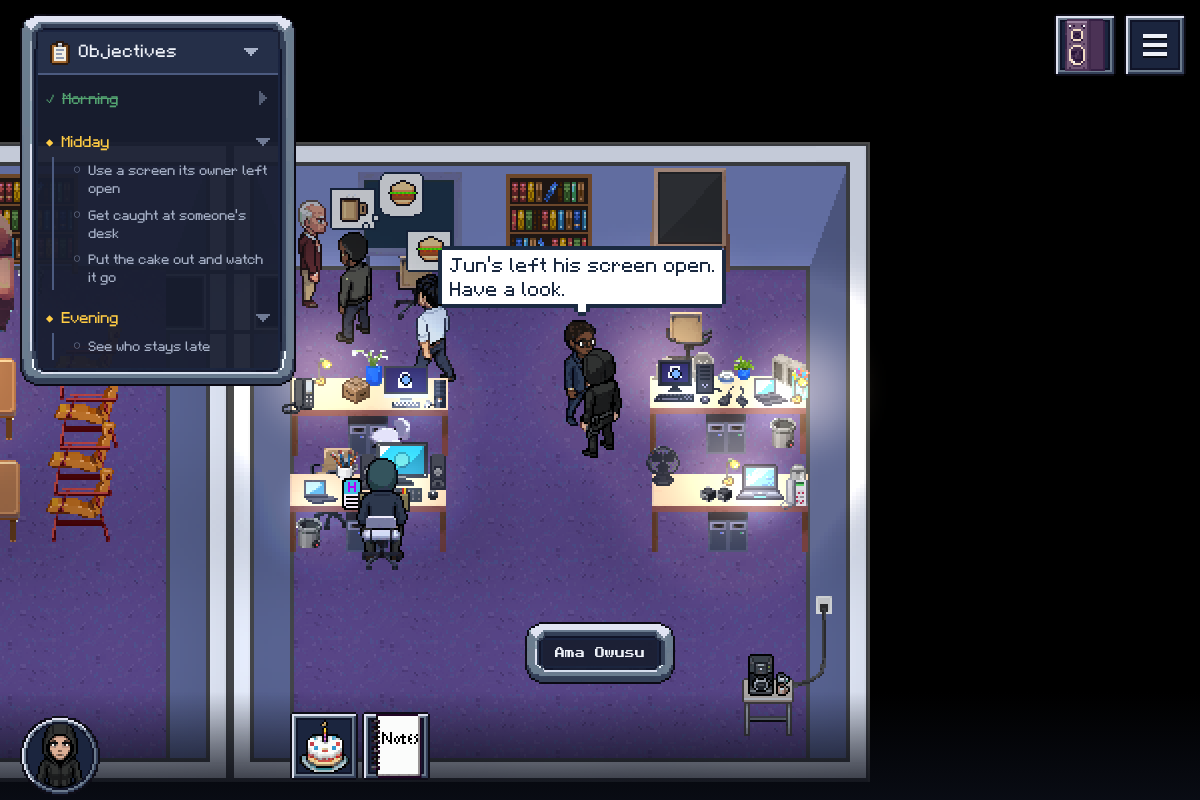 Objectives
Morning
Midday
Use a screen its owner left
open
Get caught at someone's
desk
Put the cake out and watch
it go
Evening
See who stays late
Jun's left his screen open.
Have a look.
H
Ama Owusu
Notes